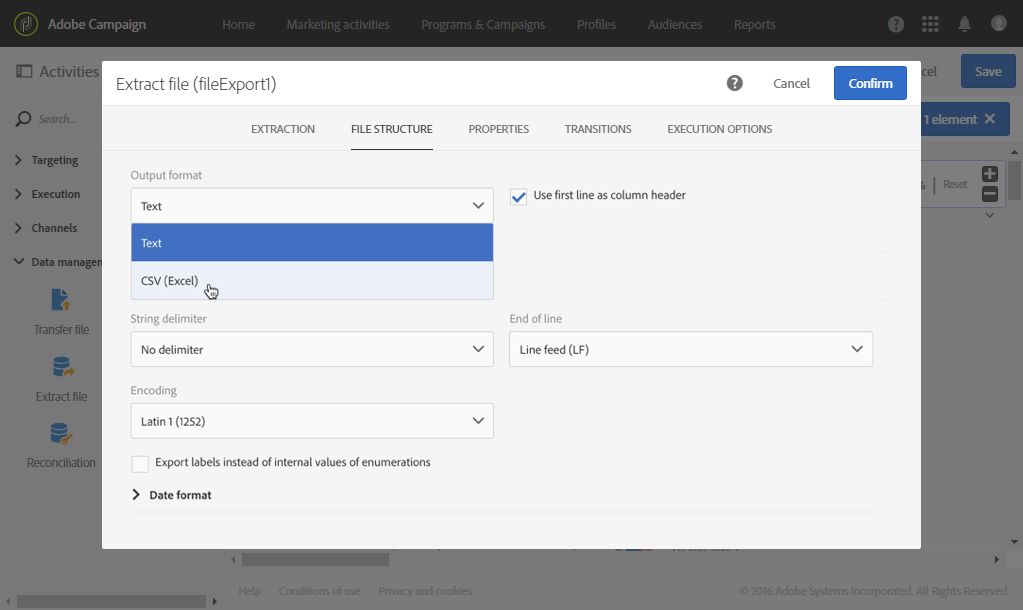 Adobe Campaign Home Marketing activities Programs & Campaigns Profiles Audiences Reports
Activities
Save
Extract file (fileExport1)
Cancel
Confirm
Search...
1 element
EXTRACTION FILE STRUCTURE PROPERTIES TRANSITIONS EXECUTION OPTIONS
Targeting
Execution
Channels
Data managem
Transfer file
Extract file
Reconciliation
Reset
Output format
Text
Use first line as column header
Text
CSV (Excel)
String delimiter
No delimiter
End of line
Line feed (LF)
Encoding
Latin 1 (1252)
Export labels instead of internal values of enumerations
Date format
Help Conditions of use Privacy and cookies © 2016 Adobe Systems Incorporated. All Rights Reserved.